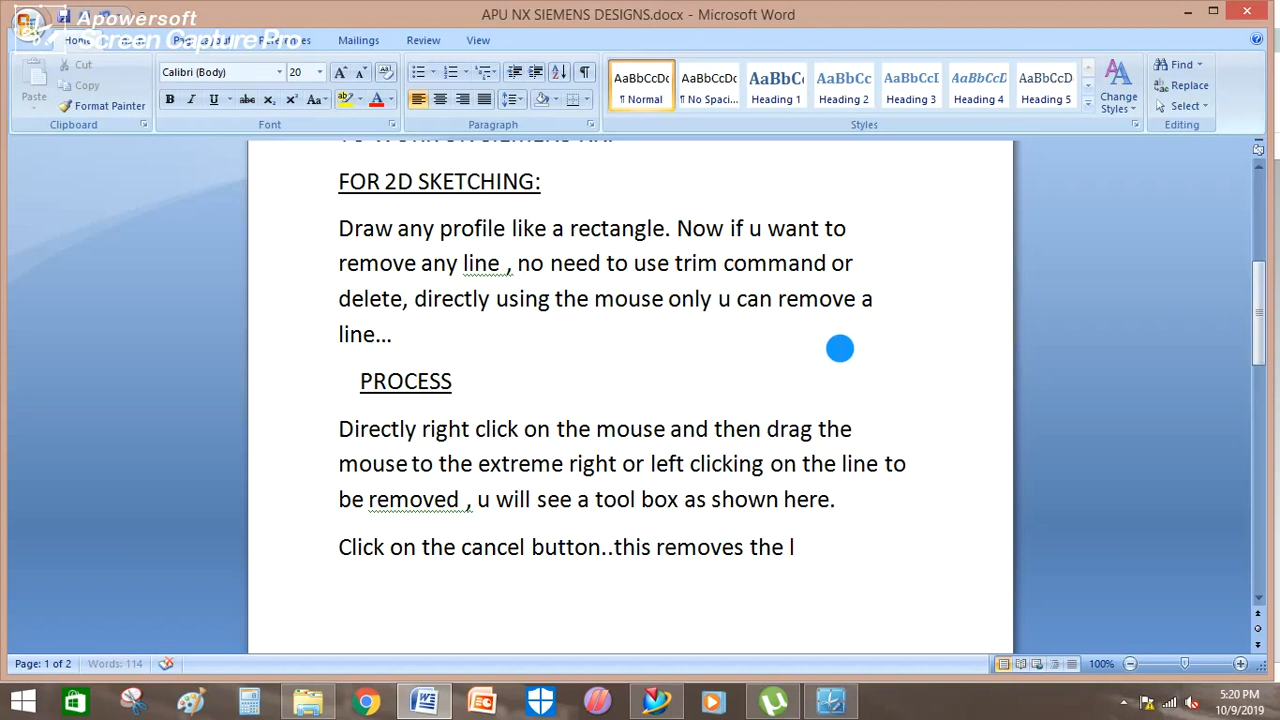 APU NX SIEMENS DESIGNS.docx - Microsoft Word
Apowersoft
Screen Capture Pro
Mailings Review View
Paste
Cut
Copy
Format Painter
Clipboard
Calibri (Body) 20
Font
Paragraph
AaBbCcDc AaBbCcDc AaBbC AaBbCc AaBbCcI AaBbCcD AaBbCcD
¶ Normal ¶ No Spaci... Heading 1 Heading 2 Heading 3 Heading 4 Heading 5
Change
Styles
Styles
Find
Replace
Select
Editing
FOR 2D SKETCHING:
Draw any profile like a rectangle. Now if u want to
remove any line , no need to use trim command or
delete, directly using the mouse only u can remove a
line...
PROCESS
Directly right click on the mouse and then drag the
mouse to the extreme right or left clicking on the line to
be removed , u will see a tool box as shown here.
Click on the cancel button..this removes the l
Page: 1 of 2 Words: 114 100%
5:20 PM
10/9/2019